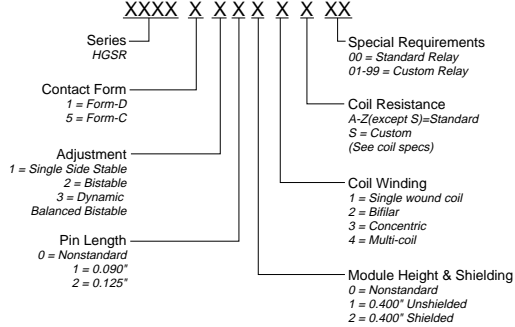 XXXX X X X X X X XX
Series
HGSR
Contact Form
1 = Form-D
5 = Form-C
Adjustment
1 = Single Side Stable
2 = Bistable
3 = Dynamic
Balanced Bistable
Pin Length
0 = Nonstandard
1 = 0.090"
2 = 0.125"
Special Requirements
00 = Standard Relay
01-99 = Custom Relay
Coil Resistance
A-Z(except S)=Standard
S = Custom
(See coil specs)
Coil Winding
1 = Single wound coil
2 = Bifilar
3 = Concentric
4 = Multi-coil
Module Height & Shielding
0 = Nonstandard
1 = 0.400" Unshielded
2 = 0.400" Shielded